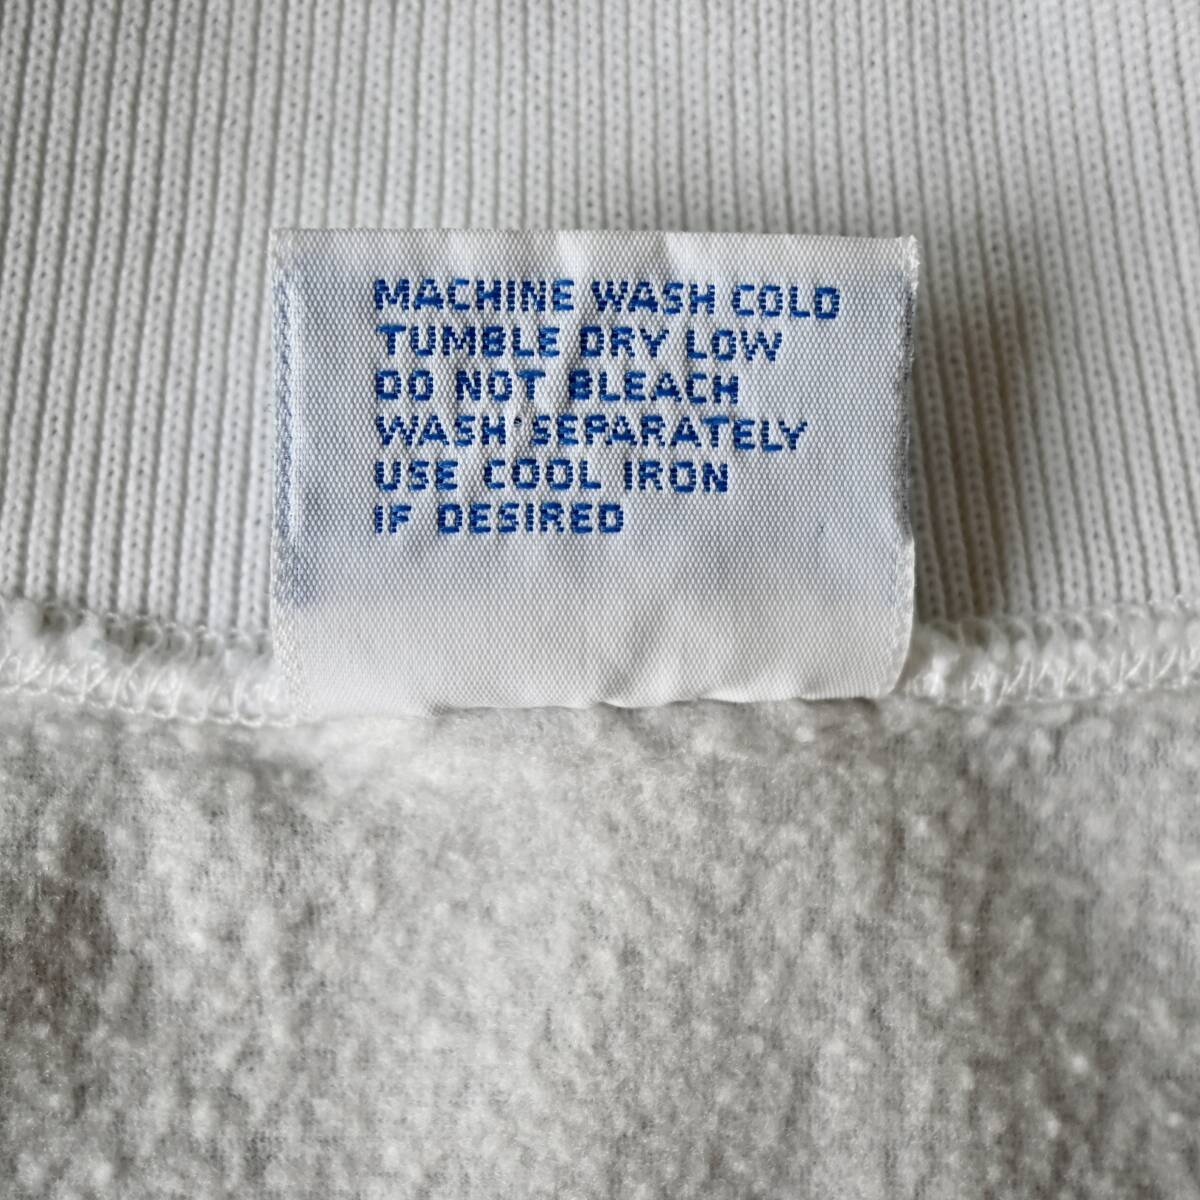 MACHINE WASH COLD
TUMBLE DRY LOW
DO NOT BLEACH
WASH SEPARATELY
USE COOL IRON
IF DESIRED